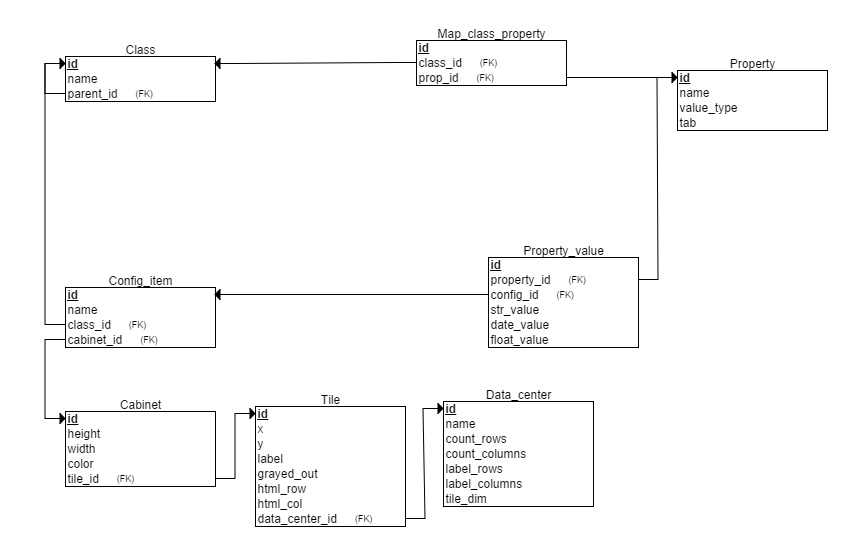 Class
id
name
parent_id (FK)
Map_class_property
id
class_id (FK)
prop_id (FK)
Property
id
name
value_type
tab
Config_item
id
name
class_id (FK)
cabinet_id (FK)
Property_value
id
property_id (FK)
config_id (FK)
str_value
date_value
float_value
Cabinet
id
height
width
color
tile_id (FK)
Tile
id
x
y
label
grayed_out
html_row
html_col
data_center_id (FK)
Data_center
id
name
count_rows
count_columns
label_rows
label_columns
tile_dim